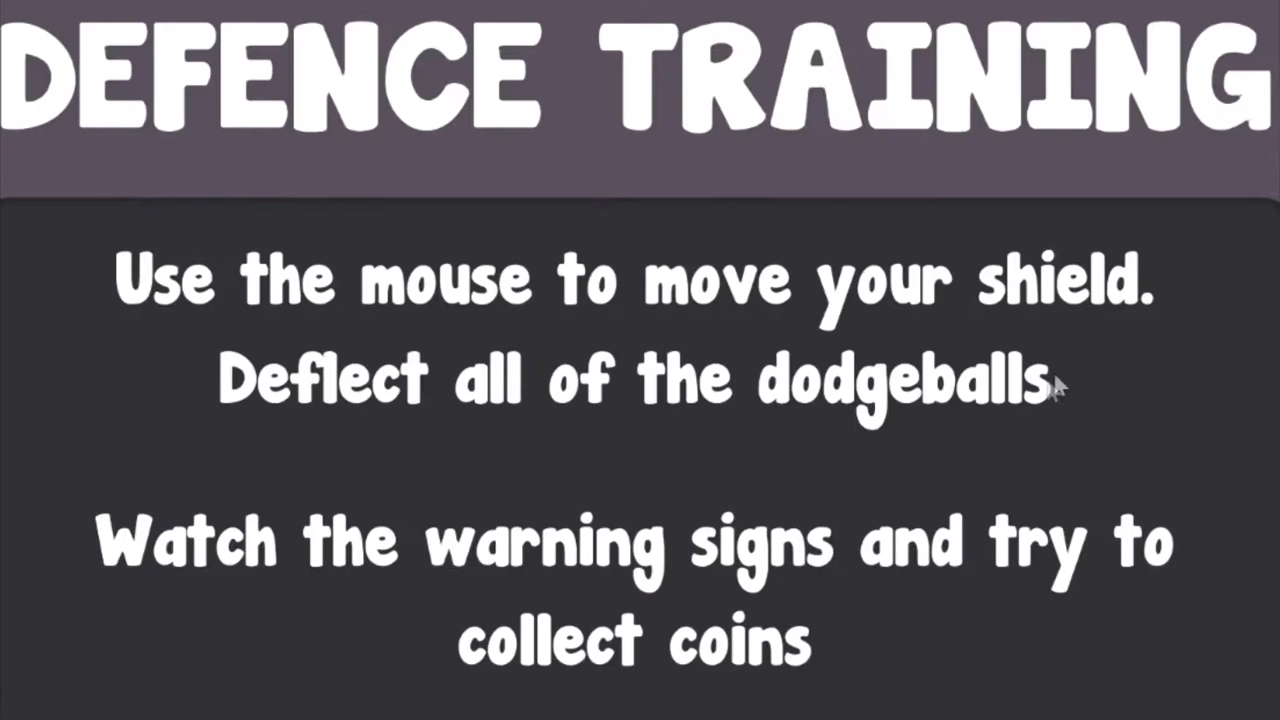 DEFENCE TRAINING
Use the mouse to move your shield.
Deflect all of the dodgeballs
Watch the warning signs and try to
collect coins